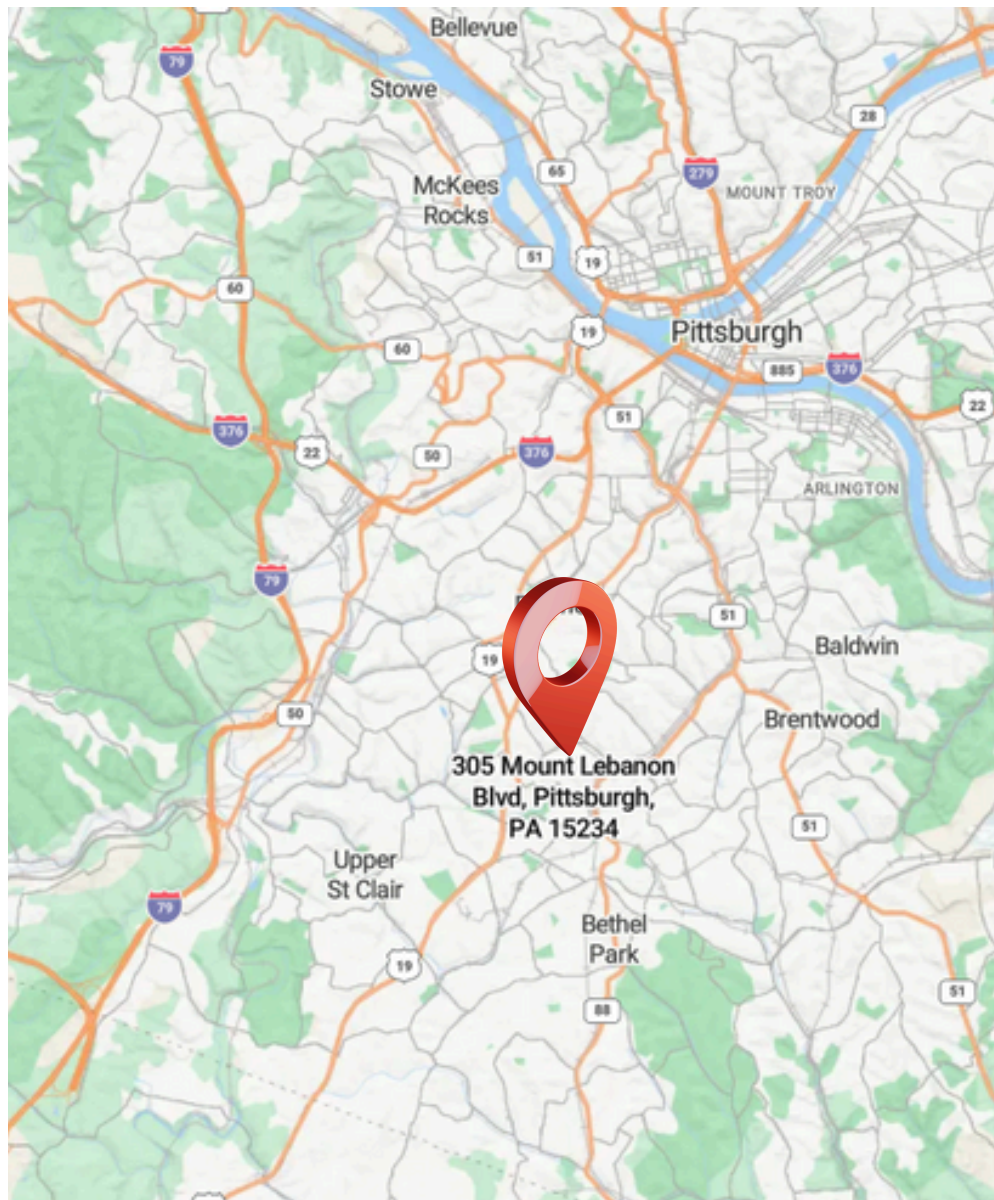 Bellevue
79
Stowe
28
65
279
McKees
Rocks
MOUNT TROY
51
19
60
19
Pittsburgh
60
885
376
22
51
376
22
50
376
ARLINGTON
79
51
Baldwin
19
50
Brentwood
305 Mount Lebanon
Blvd, Pittsburgh,
PA 15234
51
Upper
St Clair
79
Bethel
Park
19
51
88